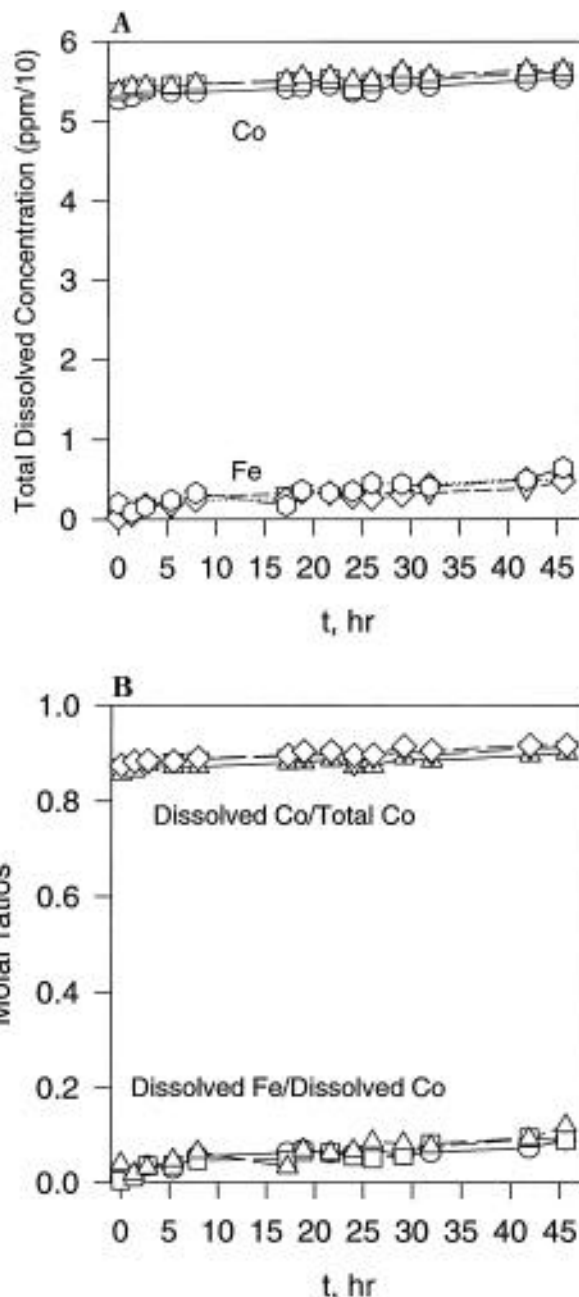 A
Total Dissolved Concentration (ppm/10)
6
5
4
3
2
1
0
Co
Fe
0 5 10 15 20 25 30 35 40 45
t, hr
B
Molar ratios
1.0
0.8
0.6
0.4
0.2
0.0
Dissolved Co/Total Co
Dissolved Fe/Dissolved Co
0 5 10 15 20 25 30 35 40 45
t, hr